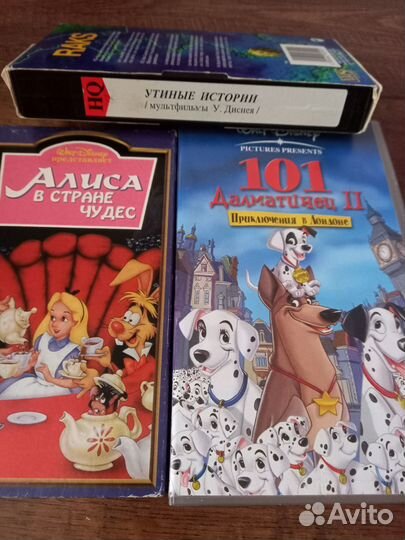 RAKS
HQ
УТИНЫЕ ИСТОРИИ
/ мультфильмы У. Диснея /
Walt Disney
представляет
АЛИСА
В СТРАНЕ
ЧУДЕС
WALT DISNEY
PICTURES PRESENTS
101
Далматинец II
Приключения в Лондоне
Avito